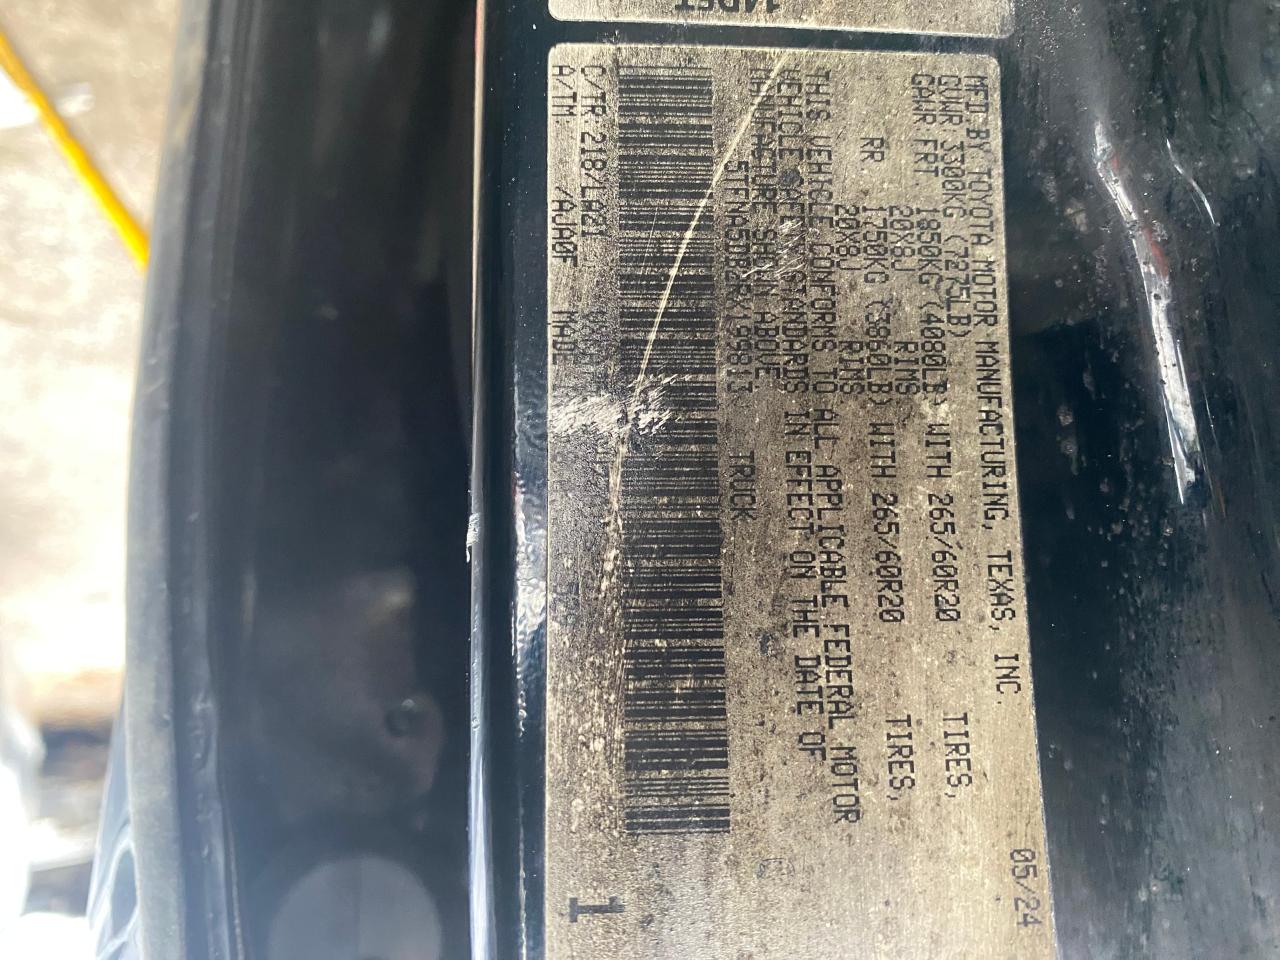 MFD BY TOYOTA MOTOR MANUFACTURING, TEXAS, INC. 05/24
GVWR 3300KG (7275LB)
GAWR FRT 1850KG (4080LB) WITH 265/60R20 TIRES,
20X8J RIMS
RR 1750KG (3860LB) WITH 265/60R20 TIRES,
20X8J RIMS
THIS VEHICLE CONFORMS TO ALL APPLICABLE FEDERAL MOTOR
VEHICLE SAFETY STANDARDS IN EFFECT ON THE DATE OF
MANUFACTURE SHOWN ABOVE.
TRUCK
C/TR 218/LA21
A/TM /AJA0F MADE
1